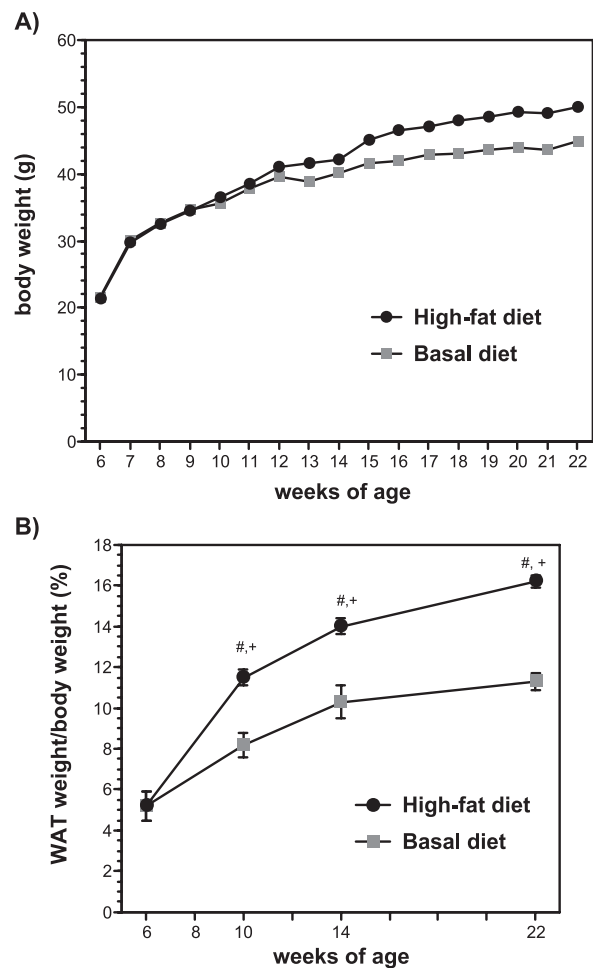 A)
60
50
40
30
20
10
0
body weight (g)
High-fat diet
Basal diet
6 7 8 9 10 11 12 13 14 15 16 17 18 19 20 21 22
weeks of age
B)
18
16
14
12
10
8
6
4
2
0
WAT weight/body weight (%)
#,+ #,+ #, +
High-fat diet
Basal diet
6 8 10 14 22
weeks of age